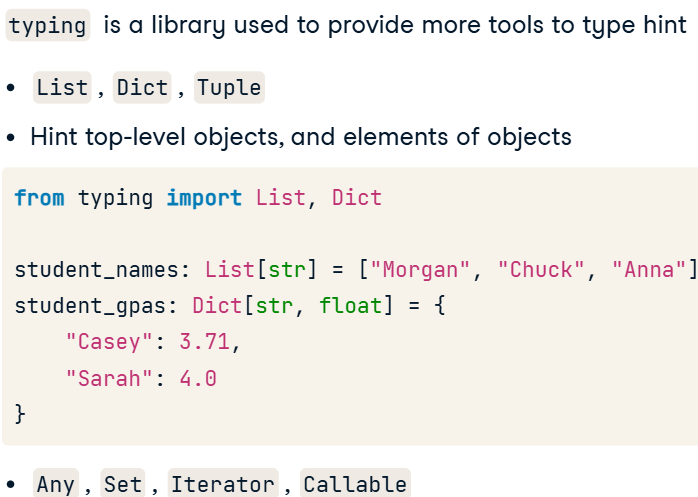 typing is a library used to provide more tools to type hint
• List , Dict , Tuple
• Hint top-level objects, and elements of objects
from typing import List, Dict
student_names: List[str] = ["Morgan", "Chuck", "Anna"]
student_gpas: Dict[str, float] = {
    "Casey": 3.71,
    "Sarah": 4.0
}
• Any , Set , Iterator , Callable